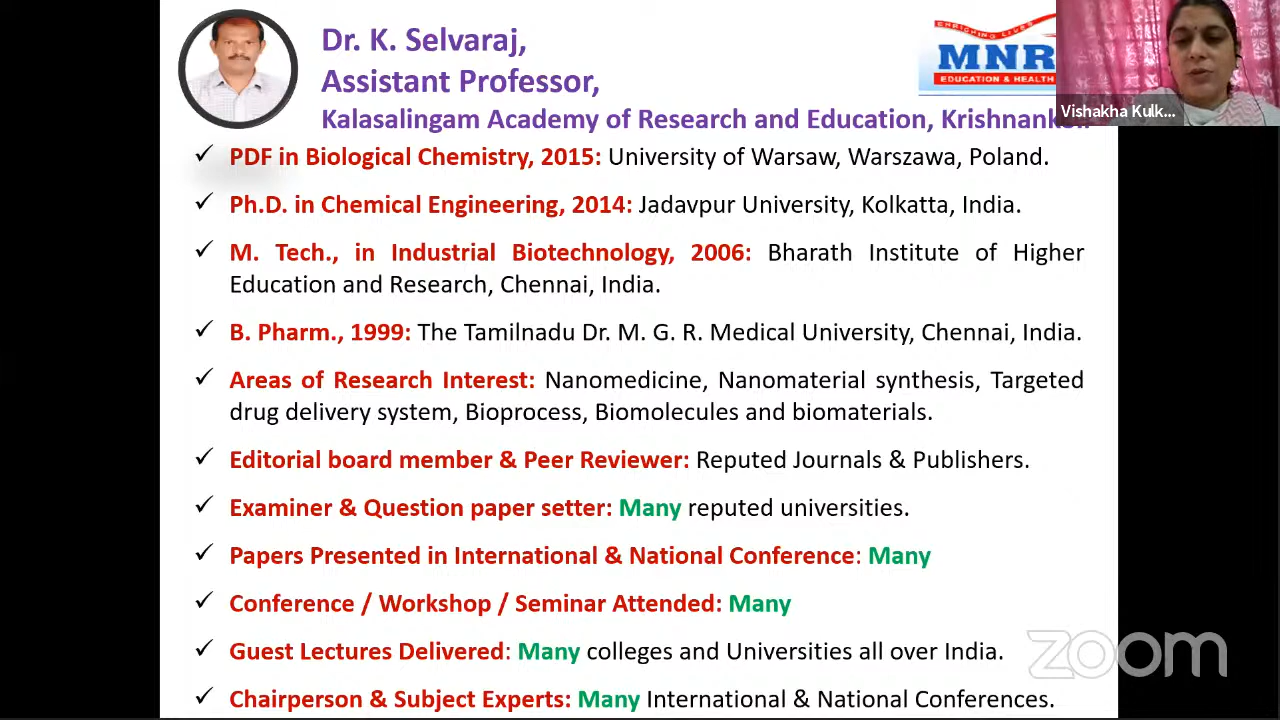 Dr. K. Selvaraj,
Assistant Professor,
Kalasalingam Academy of Research and Education,
ENRICHING LIVES
MNR
EDUCATION & HEALTH
Vishakha Kulk...
✓ PDF in Biological Chemistry, 2015: University of Warsaw, Warszawa, Poland.
✓ Ph.D. in Chemical Engineering, 2014: Jadavpur University, Kolkatta, India.
✓ M. Tech., in Industrial Biotechnology, 2006: Bharath Institute of Higher
Education and Research, Chennai, India.
✓ B. Pharm., 1999: The Tamilnadu Dr. M. G. R. Medical University, Chennai, India.
✓ Areas of Research Interest: Nanomedicine, Nanomaterial synthesis, Targeted
drug delivery system, Bioprocess, Biomolecules and biomaterials.
✓ Editorial board member & Peer Reviewer: Reputed Journals & Publishers.
✓ Examiner & Question paper setter: Many reputed universities.
✓ Papers Presented in International & National Conference: Many
✓ Conference / Workshop / Seminar Attended: Many
✓ Guest Lectures Delivered: Many colleges and Universities all over India.
✓ Chairperson & Subject Experts: Many International & National Conferences.
zoom